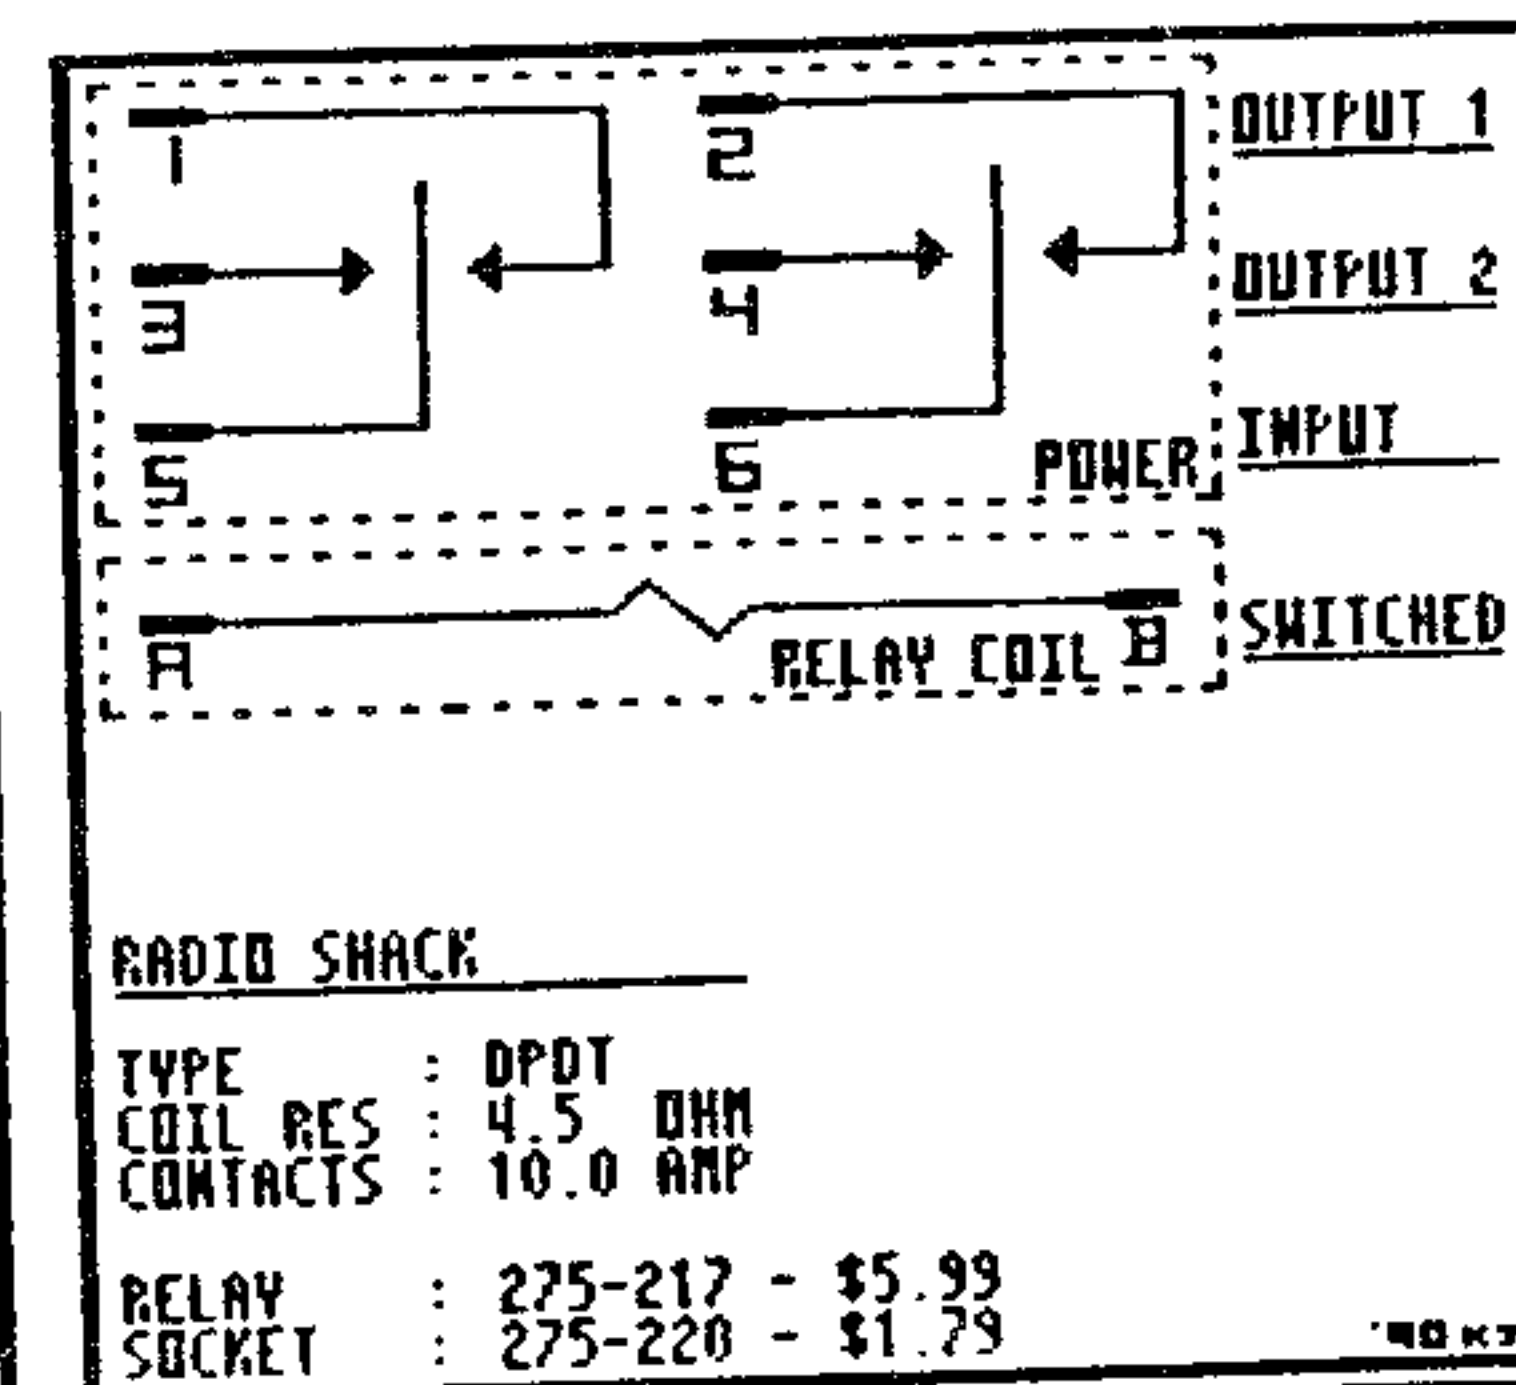 1 2 OUTPUT 1
3 4 OUTPUT 2
5 6 POWER INPUT
A RELAY COIL B SWITCHED
RADIO SHACK
TYPE : DPDT
COIL RES : 4.5 OHM
CONTACTS : 10.0 AMP
RELAY : 275-217 - $5.99
SOCKET : 275-220 - $1.79